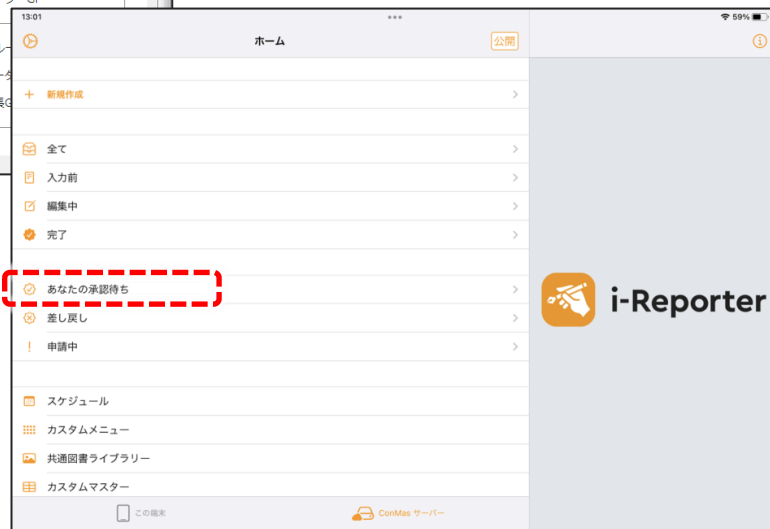 13:01
59%
ホーム
公開
新規作成
全て
入力前
編集中
完了
あなたの承認待ち
差し戻し
申請中
スケジュール
カスタムメニュー
共通図書ライブラリー
カスタムマスター
この端末
ConMas サーバー
i-Reporter